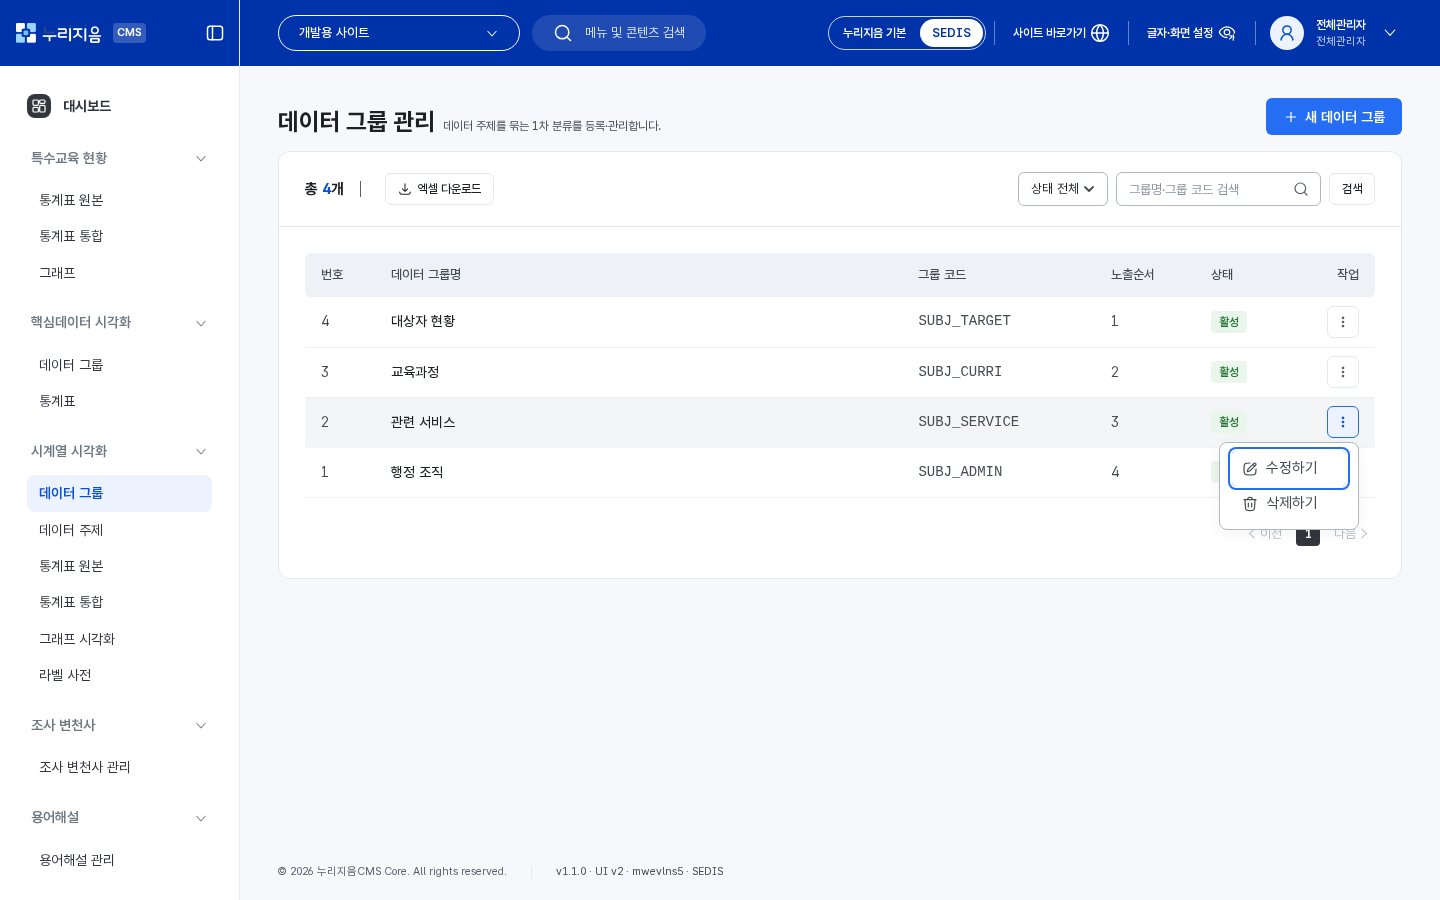 누리지음 CMS
개발용 사이트
메뉴 및 콘텐츠 검색
누리지음 기본 SEDIS
사이트 바로가기
글자·화면 설정
전체관리자
전체관리자
대시보드
특수교육 현황
통계표 원본
통계표 통합
그래프
핵심데이터 시각화
데이터 그룹
통계표
시계열 시각화
데이터 그룹
데이터 주제
통계표 원본
통계표 통합
그래프 시각화
라벨 사전
조사 변천사
조사 변천사 관리
용어해설
용어해설 관리
데이터 그룹 관리 데이터 주제를 묶는 1차 분류를 등록·관리합니다.
새 데이터 그룹
총 4개
엑셀 다운로드
상태 전체
그룹명·그룹 코드 검색
검색
번호 데이터 그룹명 그룹 코드 노출순서 상태 작업
4 대상자 현황 SUBJ_TARGET 1 활성
3 교육과정 SUBJ_CURRI 2 활성
2 관련 서비스 SUBJ_SERVICE 3 활성
1 행정 조직 SUBJ_ADMIN 4
수정하기
삭제하기
이전 1 다음
© 2026 누리지음CMS Core. All rights reserved.
v1.1.0 · UI v2 · mwevlns5 · SEDIS